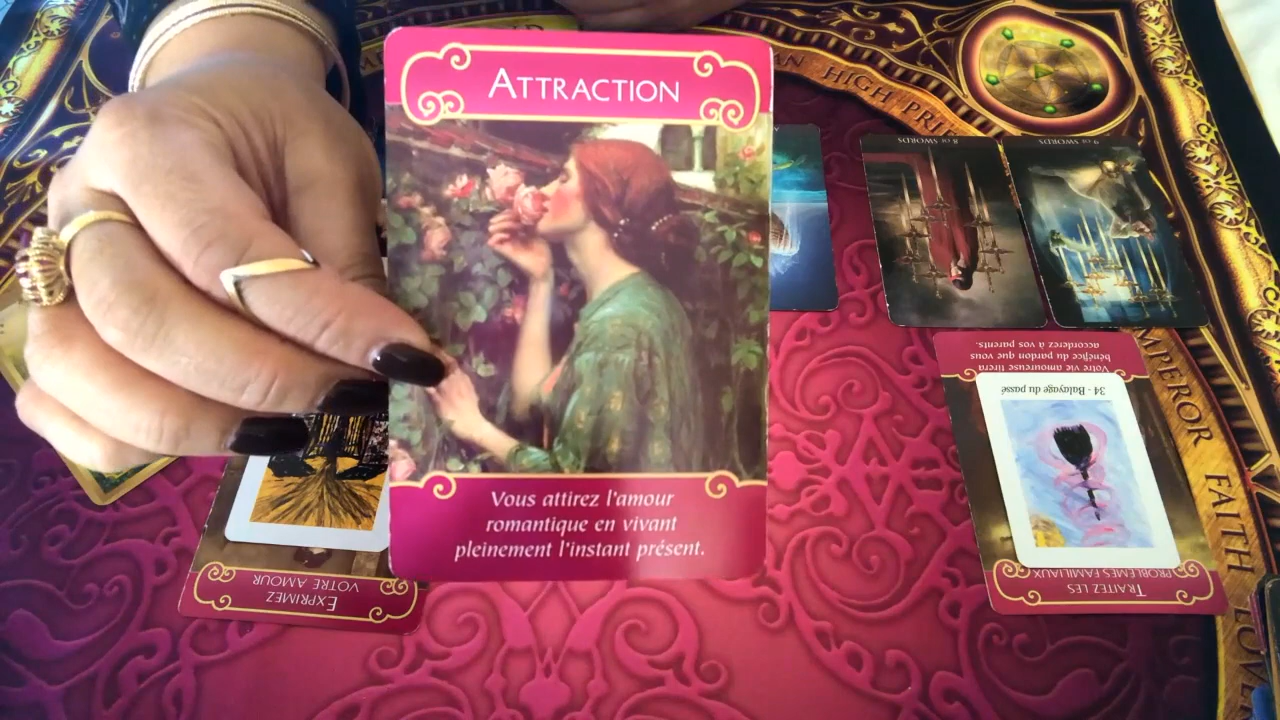 ATTRACTION
Vous attirez l'amour
romantique en vivant
pleinement l'instant présent.
8 OF SWORDS
9 OF SWORDS
Votre vie amoureuse tirera
bénéfice du pardon que vous
accorderez à vos parents.
34 - Balayage du passé
TRAITEZ LES
PROBLÈMES FAMILIAUX
EXPRIMEZ
VOTRE AMOUR
HIGH
EMPEROR
FAITH